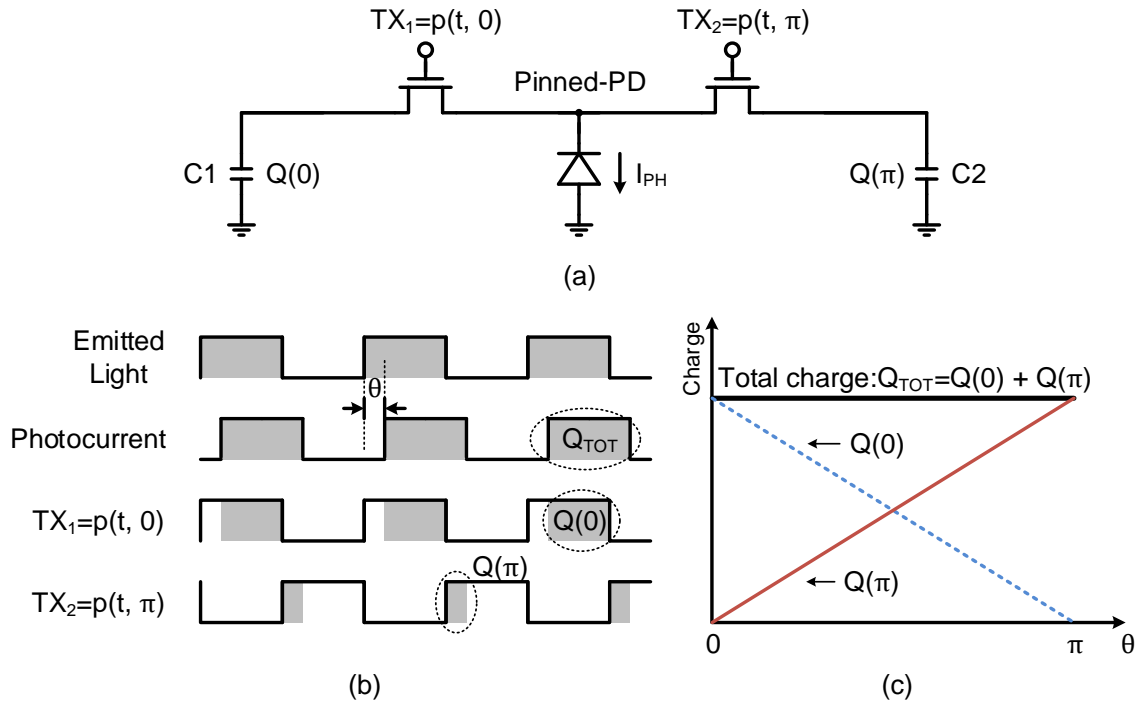 (a)
TX₁=p(t, 0)
TX₂=p(t, π)
Pinned-PD
C1
Q(0)
I_PH
Q(π)
C2
(a)
Emitted
Light
θ
Photocurrent
Q_TOT
TX₁=p(t, 0)
Q(0)
Q(π)
TX₂=p(t, π)
(b)
Charge
Total charge:Q_TOT=Q(0) + Q(π)
Q(0)
Q(π)
0
π
θ
(c)